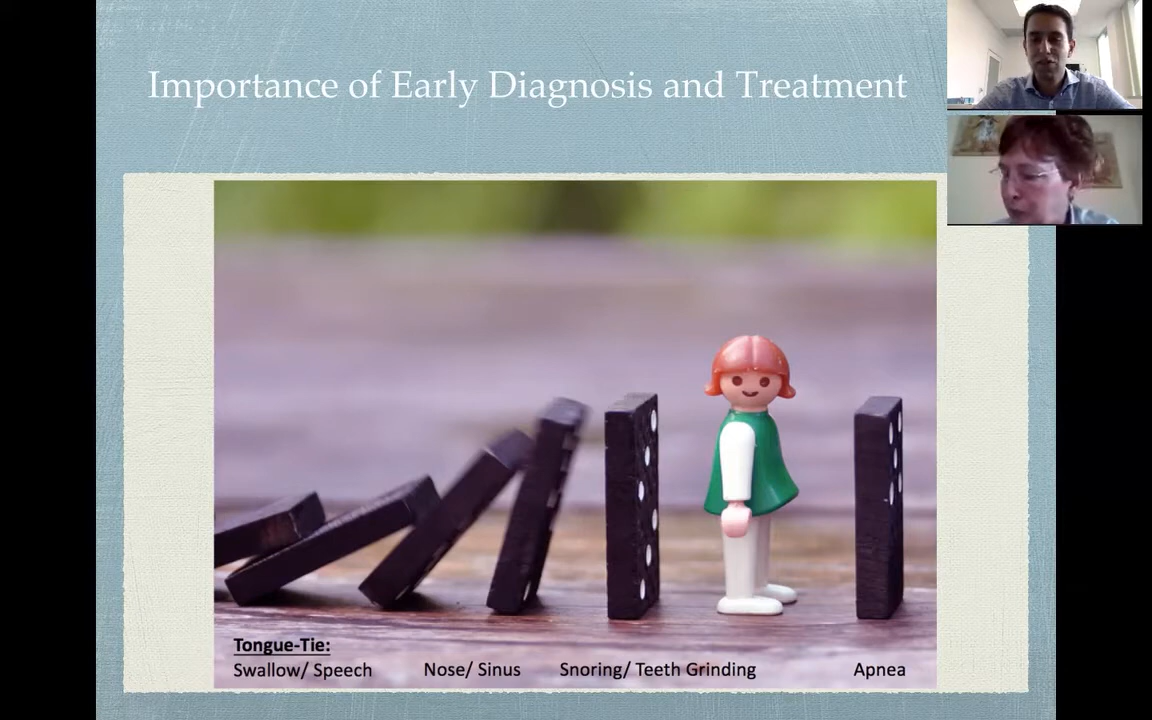 Importance of Early Diagnosis and Treatment
Tongue-Tie:
Swallow/ Speech
Nose/ Sinus
Snoring/ Teeth Grinding
Apnea